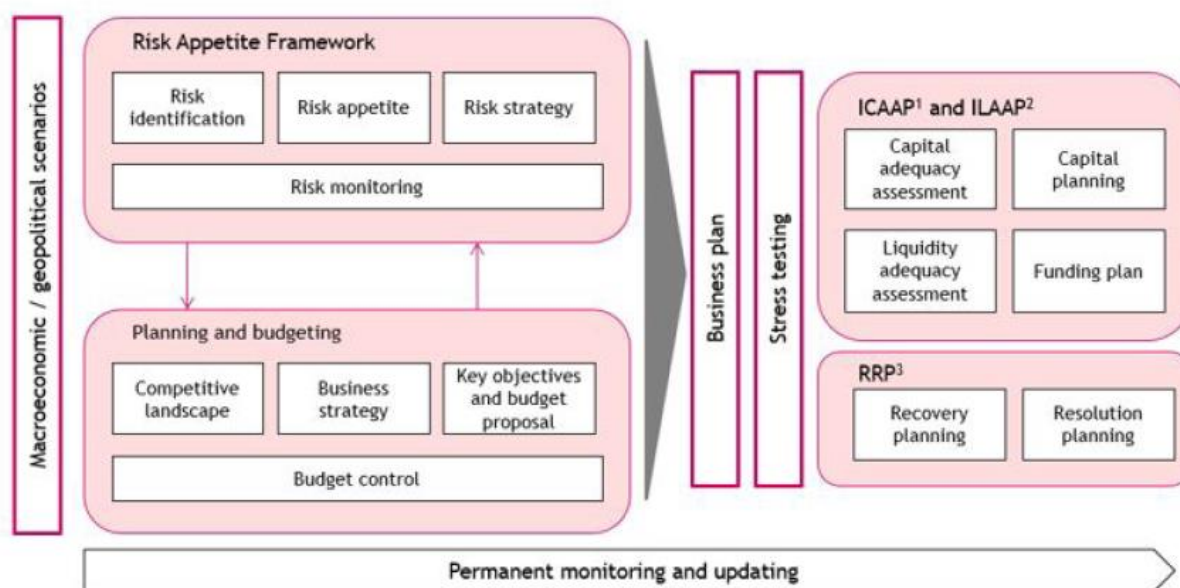 Macroeconomic / geopolitical scenarios
Risk Appetite Framework
Risk
identification
Risk appetite
Risk strategy
Risk monitoring
Planning and budgeting
Competitive
landscape
Business
strategy
Key objectives
and budget
proposal
Budget control
Business plan
Stress testing
ICAAP¹ and ILAAP²
Capital
adequacy
assessment
Capital
planning
Liquidity
adequacy
assessment
Funding plan
RRP³
Recovery
planning
Resolution
planning
Permanent monitoring and updating